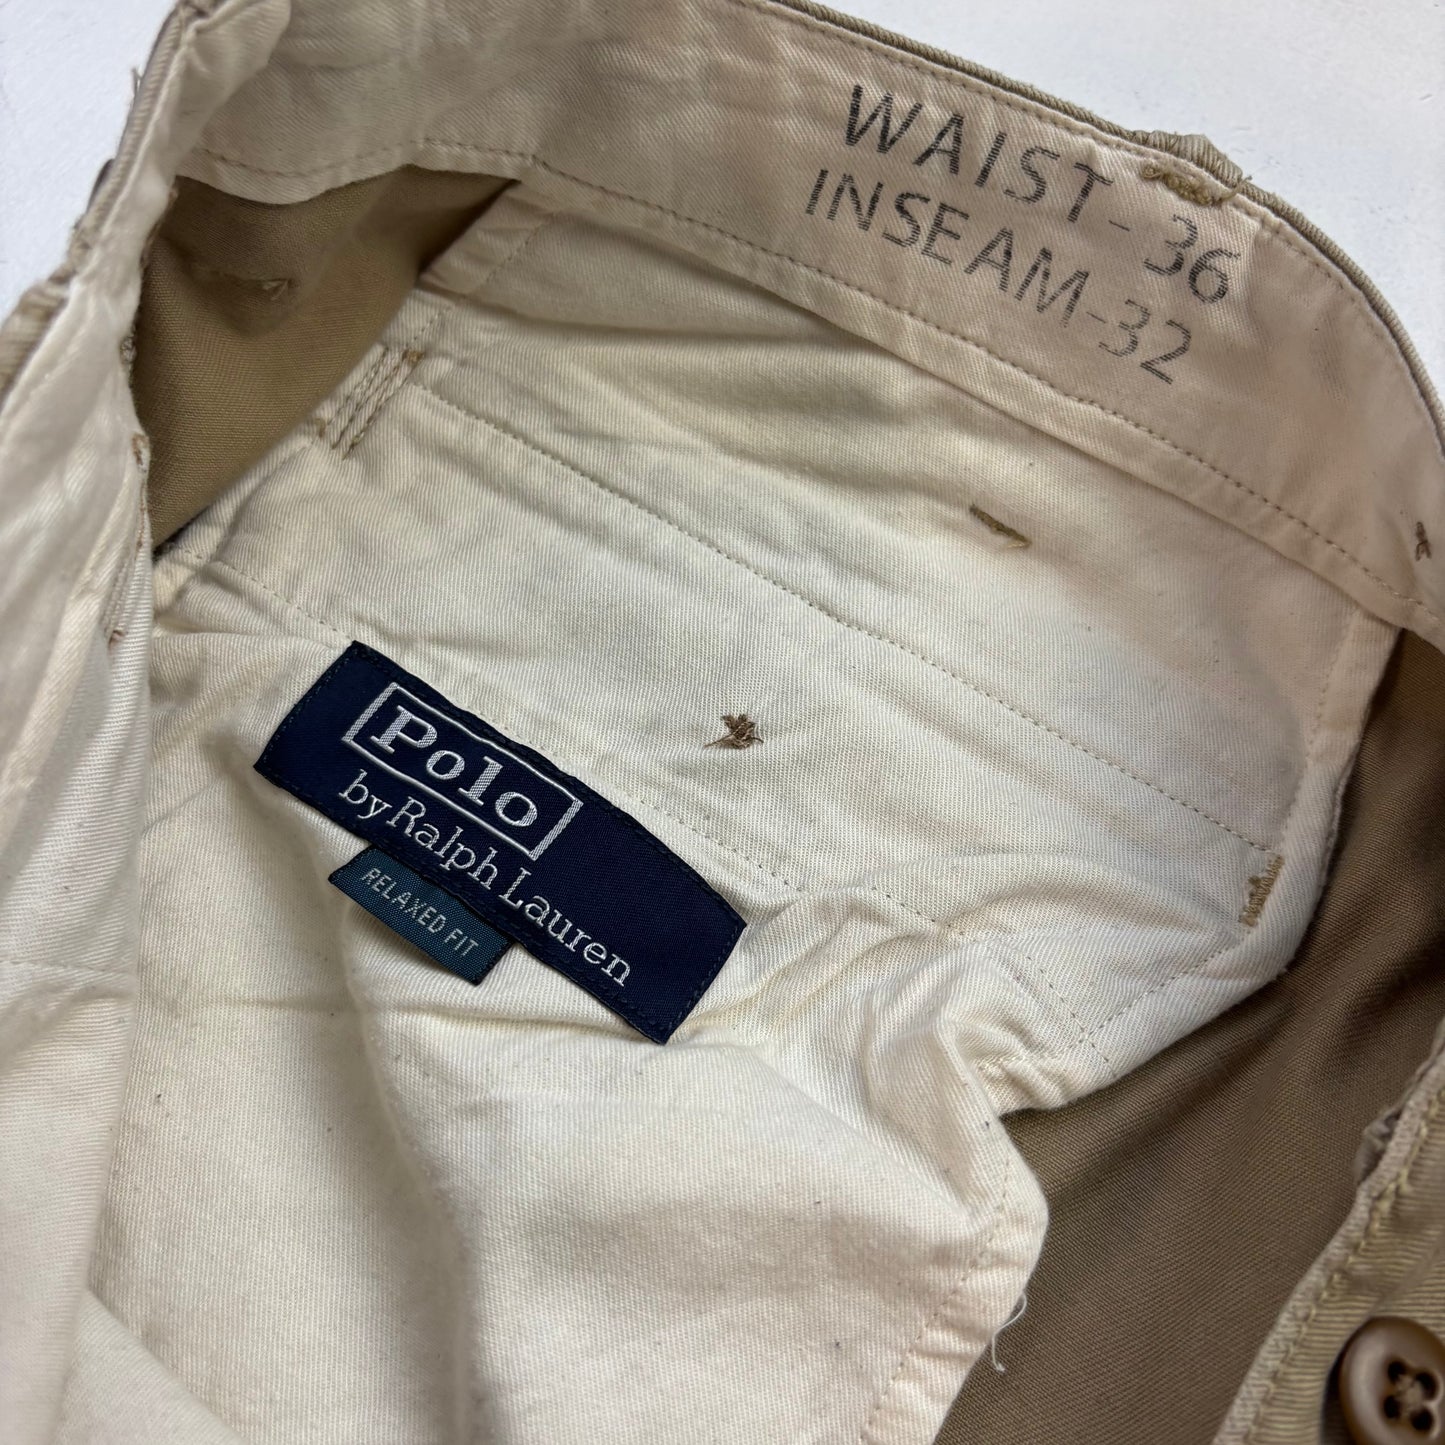 WAIST-36
INSEAM-32
Polo
by Ralph Lauren
RELAXED FIT